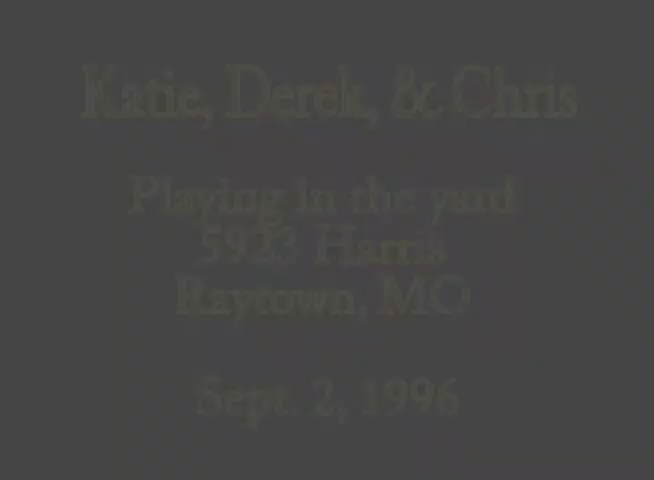 Katie, Derek, & Chris
Playing in the yard
5923 Harris
Raytown, MO
Sept. 2, 1996